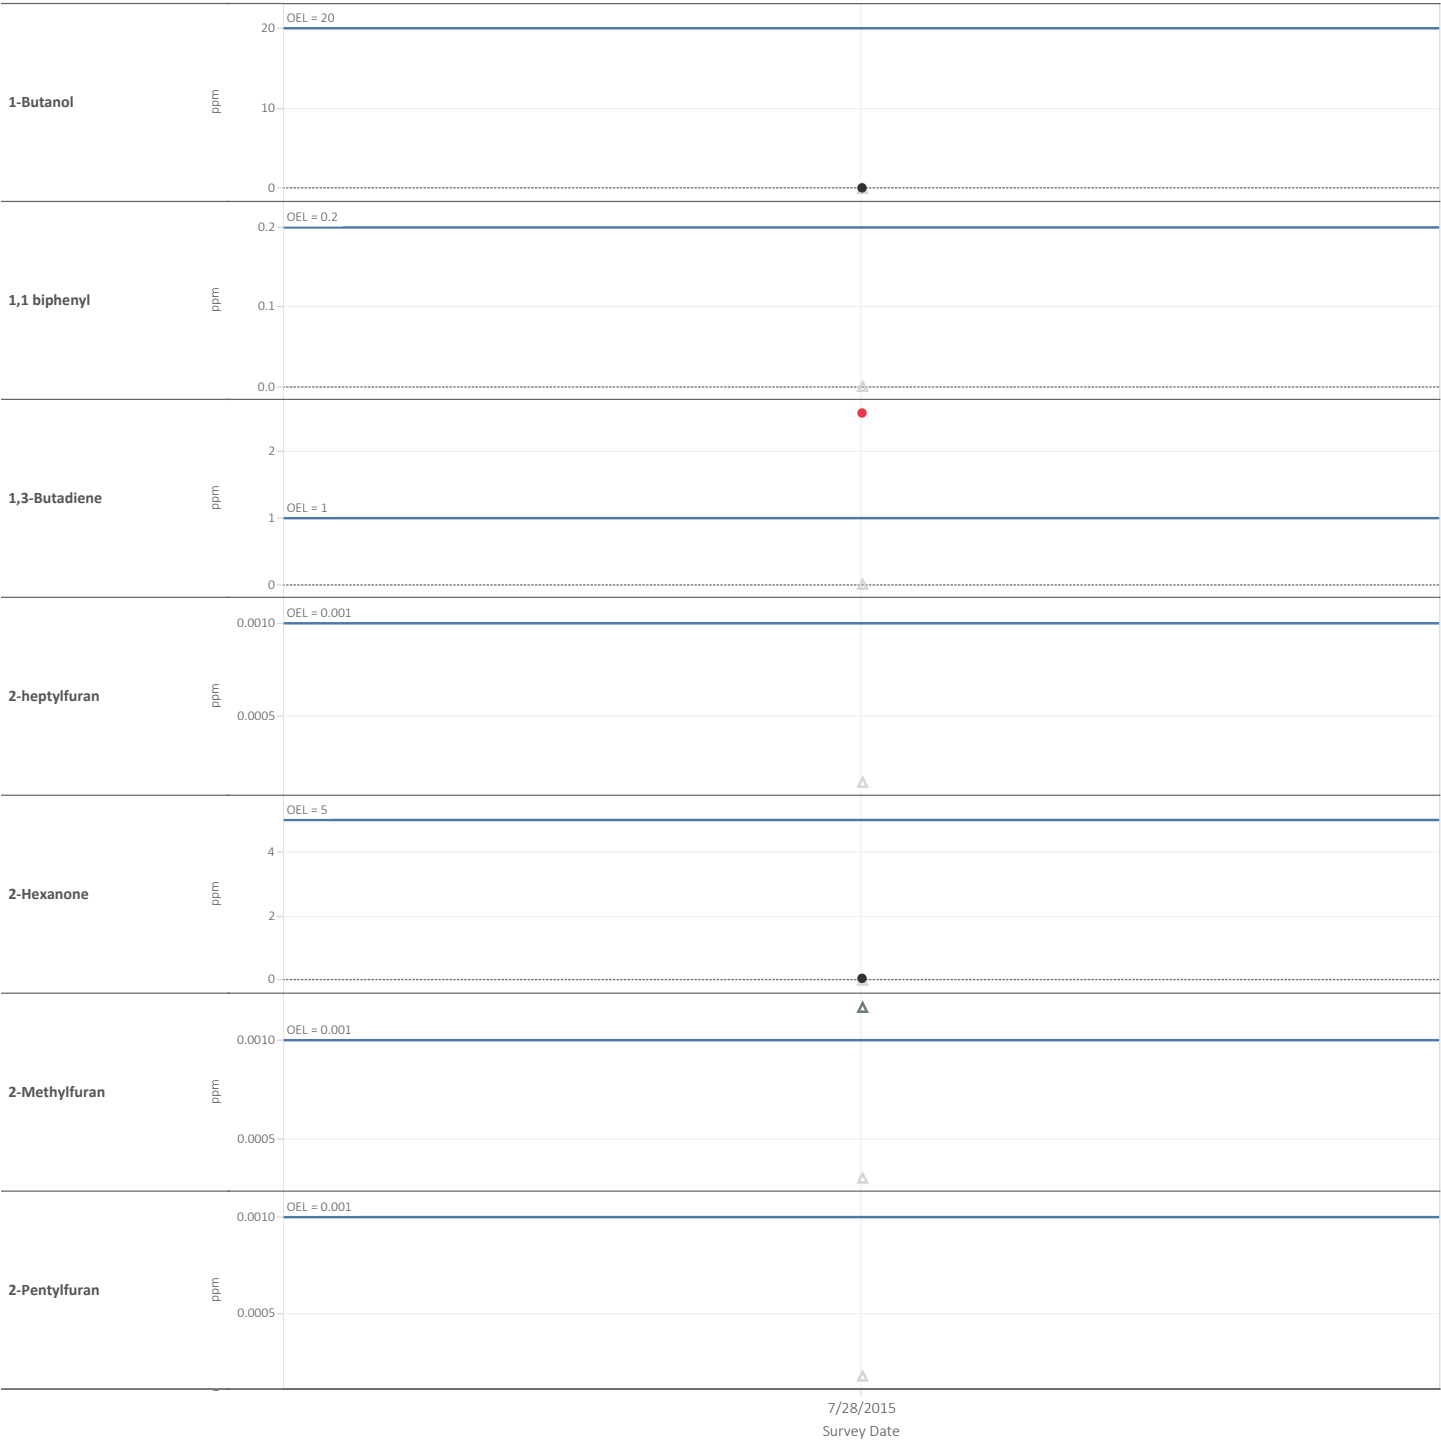 OEL = 20
20
1-Butanol
ppm
10
0
OEL = 0.2
0.2
1,1 biphenyl
ppm
0.1
0.0
2
1,3-Butadiene
ppm
OEL = 1
1
0
OEL = 0.001
0.0010
2-heptylfuran
ppm
0.0005
OEL = 5
4
2-Hexanone
ppm
2
0
OEL = 0.001
0.0010
2-Methylfuran
ppm
0.0005
OEL = 0.001
0.0010
2-Pentylfuran
ppm
0.0005
7/28/2015
Survey Date